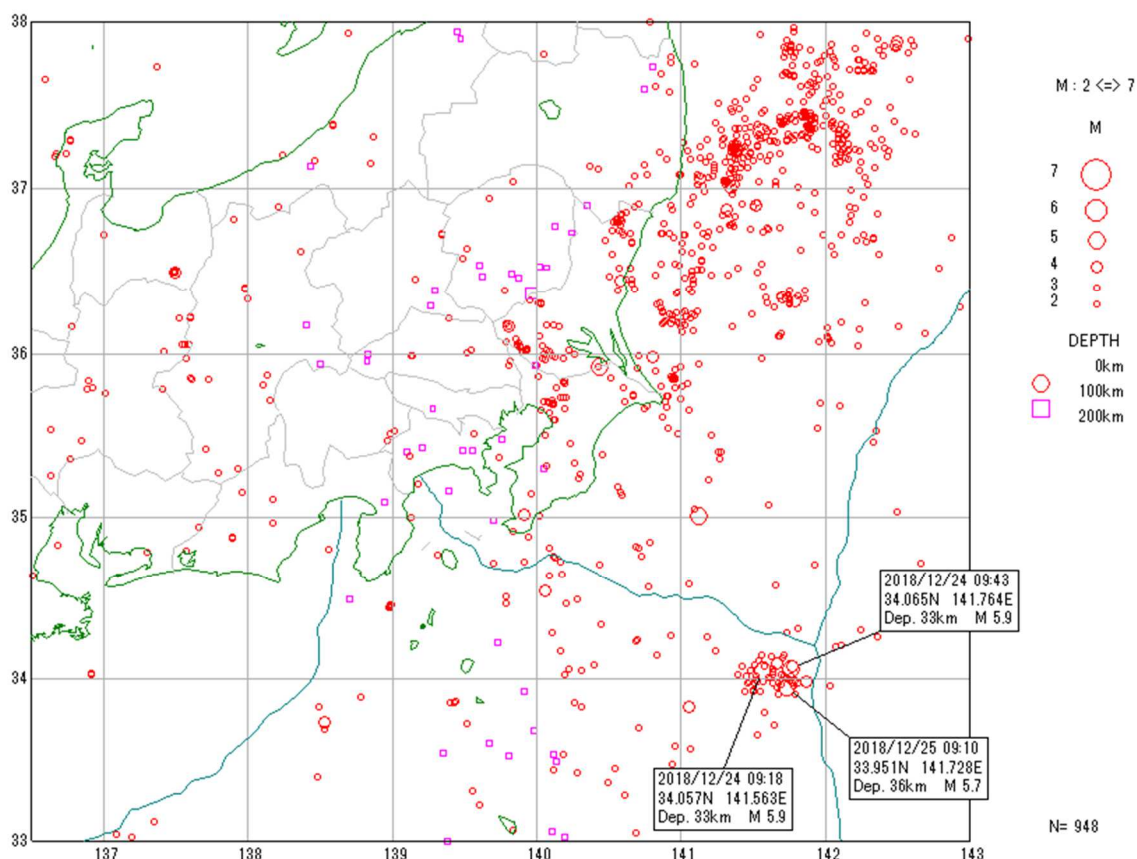 38
37
36
35
34
33
137
138
139
140
141
142
143
2018/12/24 09:43
34.065N 141.764E
Dep. 33km M 5.9
2018/12/25 09:10
33.951N 141.728E
Dep. 36km M 5.7
2018/12/24 09:18
34.057N 141.563E
Dep. 33km M 5.9
M : 2 <=> 7
M
7
6
5
4
3
2
DEPTH
0km
100km
200km
N= 948